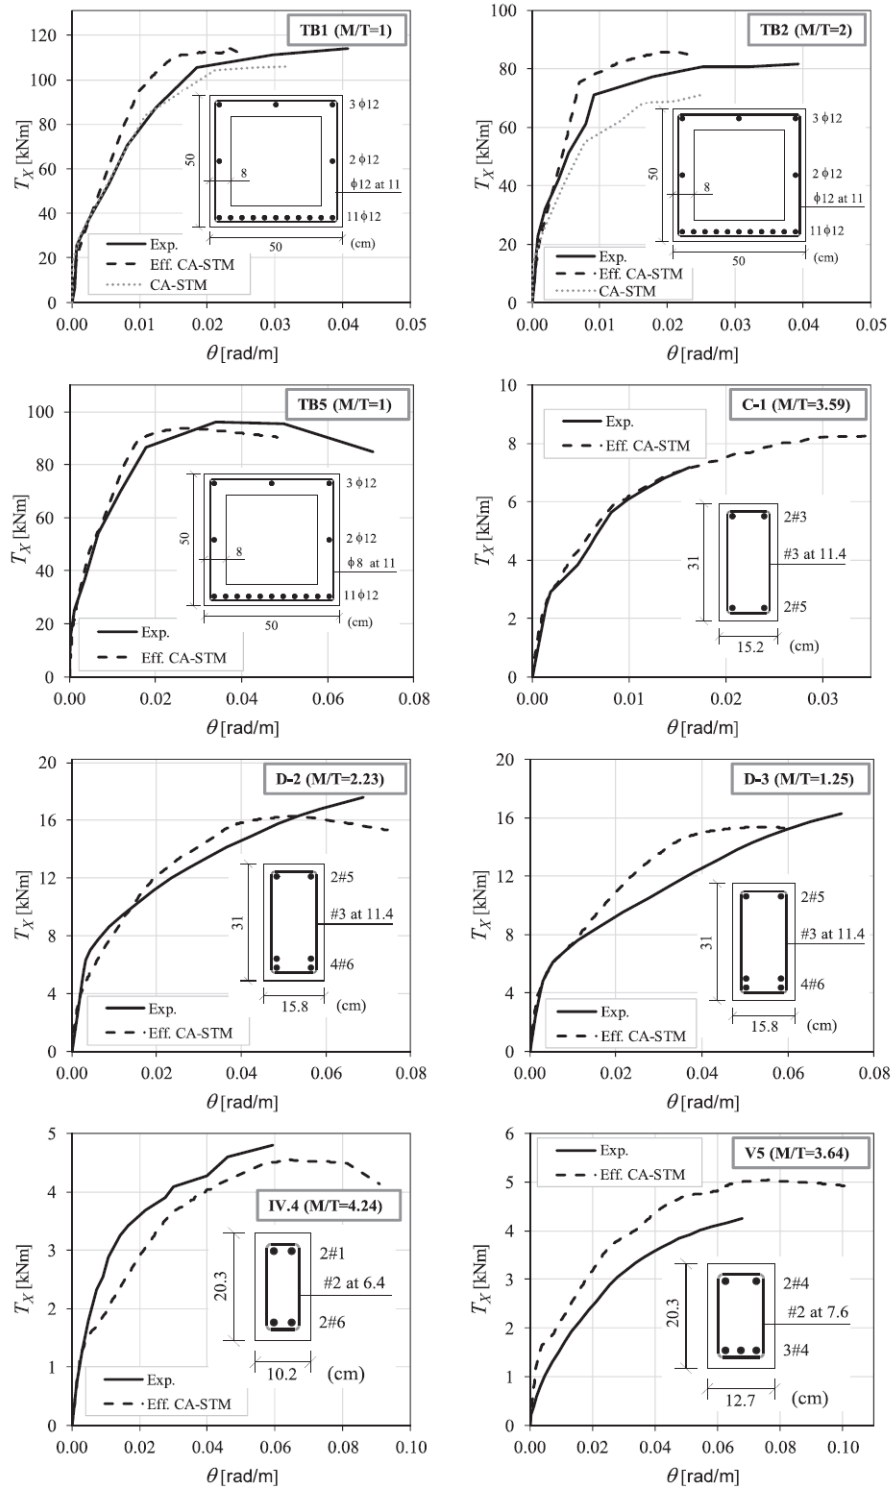 TB1 (M/T=1)
120
100
80
60
40
20
0
T_X [kNm]
3 ϕ12
2 ϕ12
ϕ12 at 11
11ϕ12
50
8
50
(cm)
Exp.
Eff. CA-STM
CA-STM
0.00 0.01 0.02 0.03 0.04 0.05
θ [rad/m]
TB2 (M/T=2)
100
80
60
40
20
0
T_X [kNm]
3 ϕ12
2 ϕ12
ϕ12 at 11
11ϕ12
50
8
50
(cm)
Exp.
Eff. CA-STM
CA-STM
0.00 0.01 0.02 0.03 0.04 0.05
θ [rad/m]
TB5 (M/T=1)
100
80
60
40
20
0
T_X [kNm]
3 ϕ12
2 ϕ12
ϕ8 at 11
11ϕ12
50
8
50
(cm)
Exp.
Eff. CA-STM
0.00 0.02 0.04 0.06 0.08
θ [rad/m]
C-1 (M/T=3.59)
10
8
6
4
2
0
T_X [kNm]
Exp.
Eff. CA-STM
2#3
#3 at 11.4
2#5
31
15.2
(cm)
0.00 0.01 0.02 0.03
θ [rad/m]
D-2 (M/T=2.23)
20
16
12
8
4
0
T_X [kNm]
2#5
#3 at 11.4
4#6
31
15.8
(cm)
Exp.
Eff. CA-STM
0.00 0.02 0.04 0.06 0.08
θ [rad/m]
D-3 (M/T=1.25)
20
16
12
8
4
0
T_X [kNm]
2#5
#3 at 11.4
4#6
31
15.8
(cm)
Exp.
Eff. CA-STM
0.00 0.02 0.04 0.06 0.08
θ [rad/m]
IV.4 (M/T=4.24)
5
4
3
2
1
0
T_X [kNm]
2#1
#2 at 6.4
2#6
20.3
10.2
(cm)
Exp.
Eff. CA-STM
0.00 0.02 0.04 0.06 0.08 0.10
θ [rad/m]
V5 (M/T=3.64)
6
5
4
3
2
1
0
T_X [kNm]
Exp.
Eff. CA-STM
2#4
#2 at 7.6
3#4
20.3
12.7
(cm)
0.00 0.02 0.04 0.06 0.08 0.10
θ [rad/m]